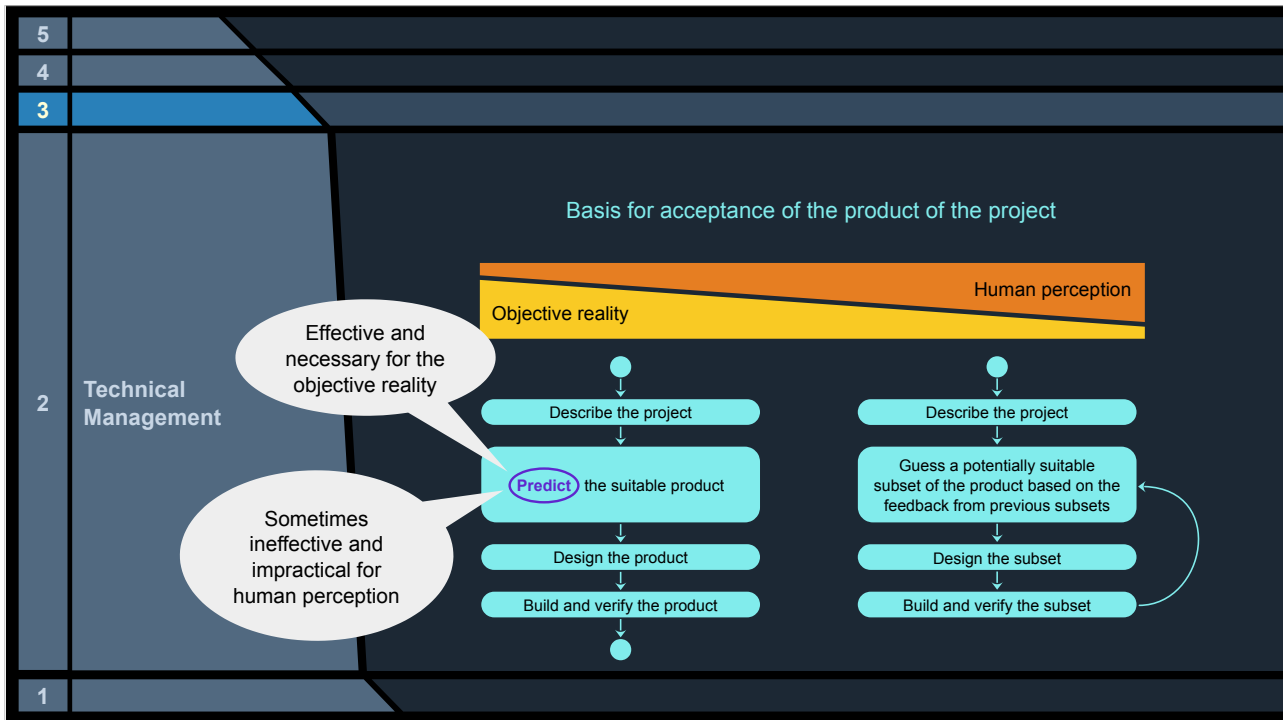 5
4
3
2
Technical
Management
1
Basis for acceptance of the product of the project
Human perception
Objective reality
Effective and
necessary for the
objective reality
Sometimes
ineffective and
impractical for
human perception
Describe the project
Predict the suitable product
Design the product
Build and verify the product
Describe the project
Guess a potentially suitable
subset of the product based on the
feedback from previous subsets
Design the subset
Build and verify the subset